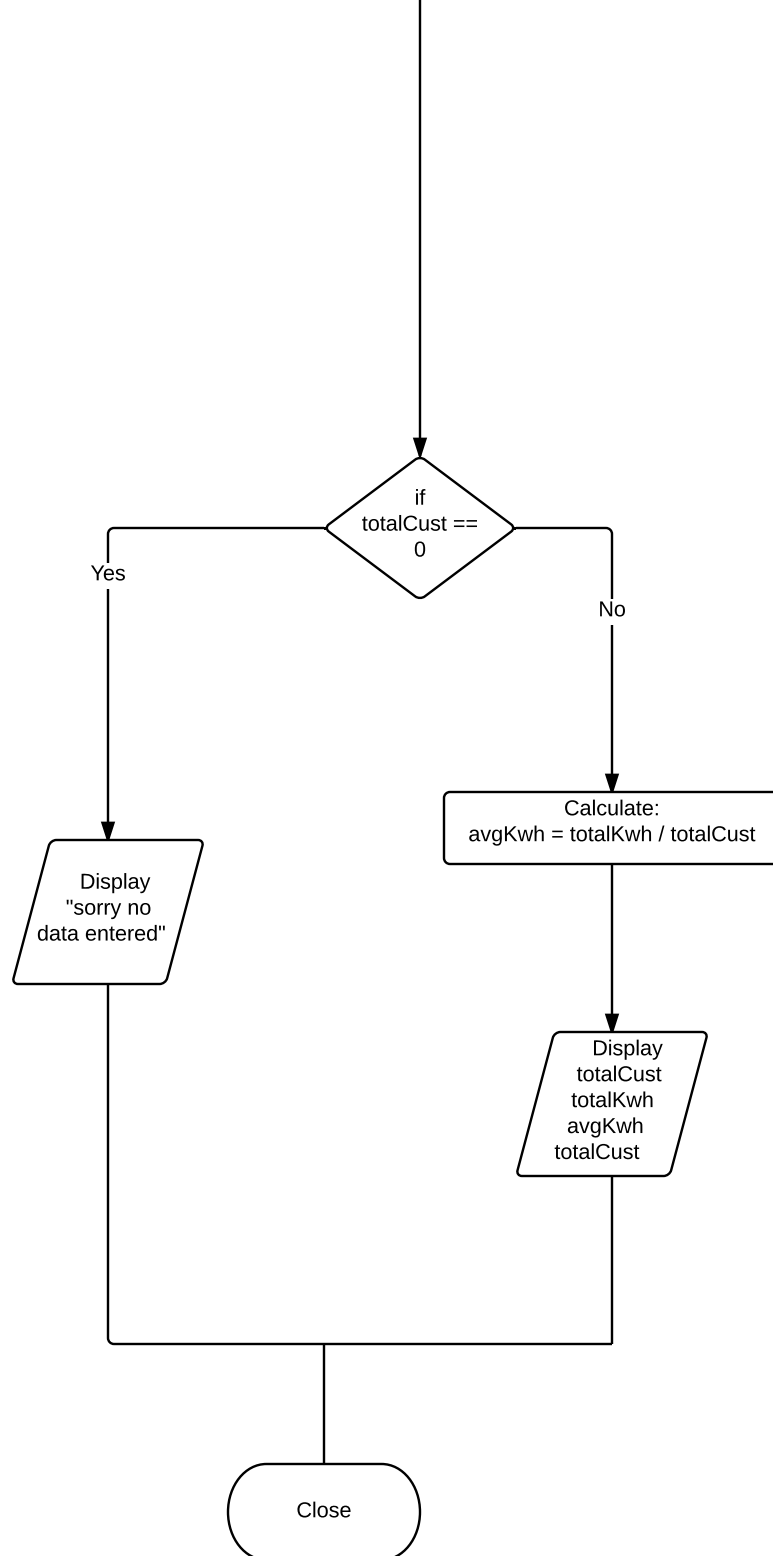 if
totalCust ==
0
Yes
No
Calculate:
avgKwh = totalKwh / totalCust
Display
"sorry no
data entered"
Display
totalCust
totalKwh
avgKwh
totalCust
Close